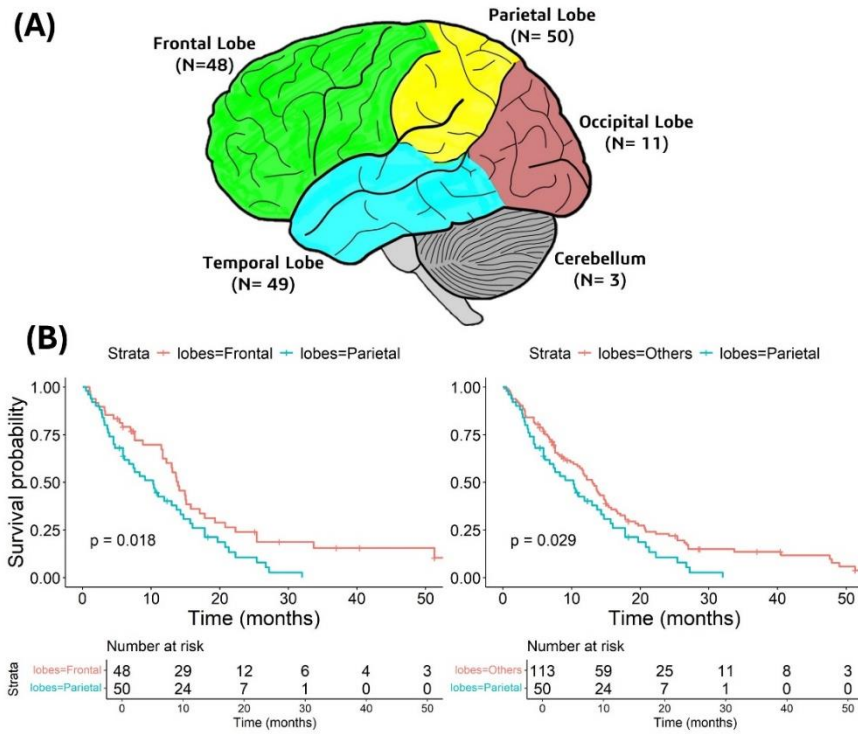 (A)
Frontal Lobe
(N=48)
Parietal Lobe
(N= 50)
Occipital Lobe
(N= 11)
Temporal Lobe
(N= 49)
Cerebellum
(N= 3)
(B)
Strata lobes=Frontal lobes=Parietal
Survival probability
1.00
0.75
0.50
0.25
0.00
p = 0.018
0 10 20 30 40 50
Time (months)
Number at risk
Strata
lobes=Frontal 48 29 12 6 4 3
lobes=Parietal 50 24 7 1 0 0
0 10 20 30 40 50
Time (months)
Strata lobes=Others lobes=Parietal
1.00
0.75
0.50
0.25
0.00
p = 0.029
0 10 20 30 40 50
Time (months)
Number at risk
lobes=Others 113 59 25 11 8 3
lobes=Parietal 50 24 7 1 0 0
0 10 20 30 40 50
Time (months)